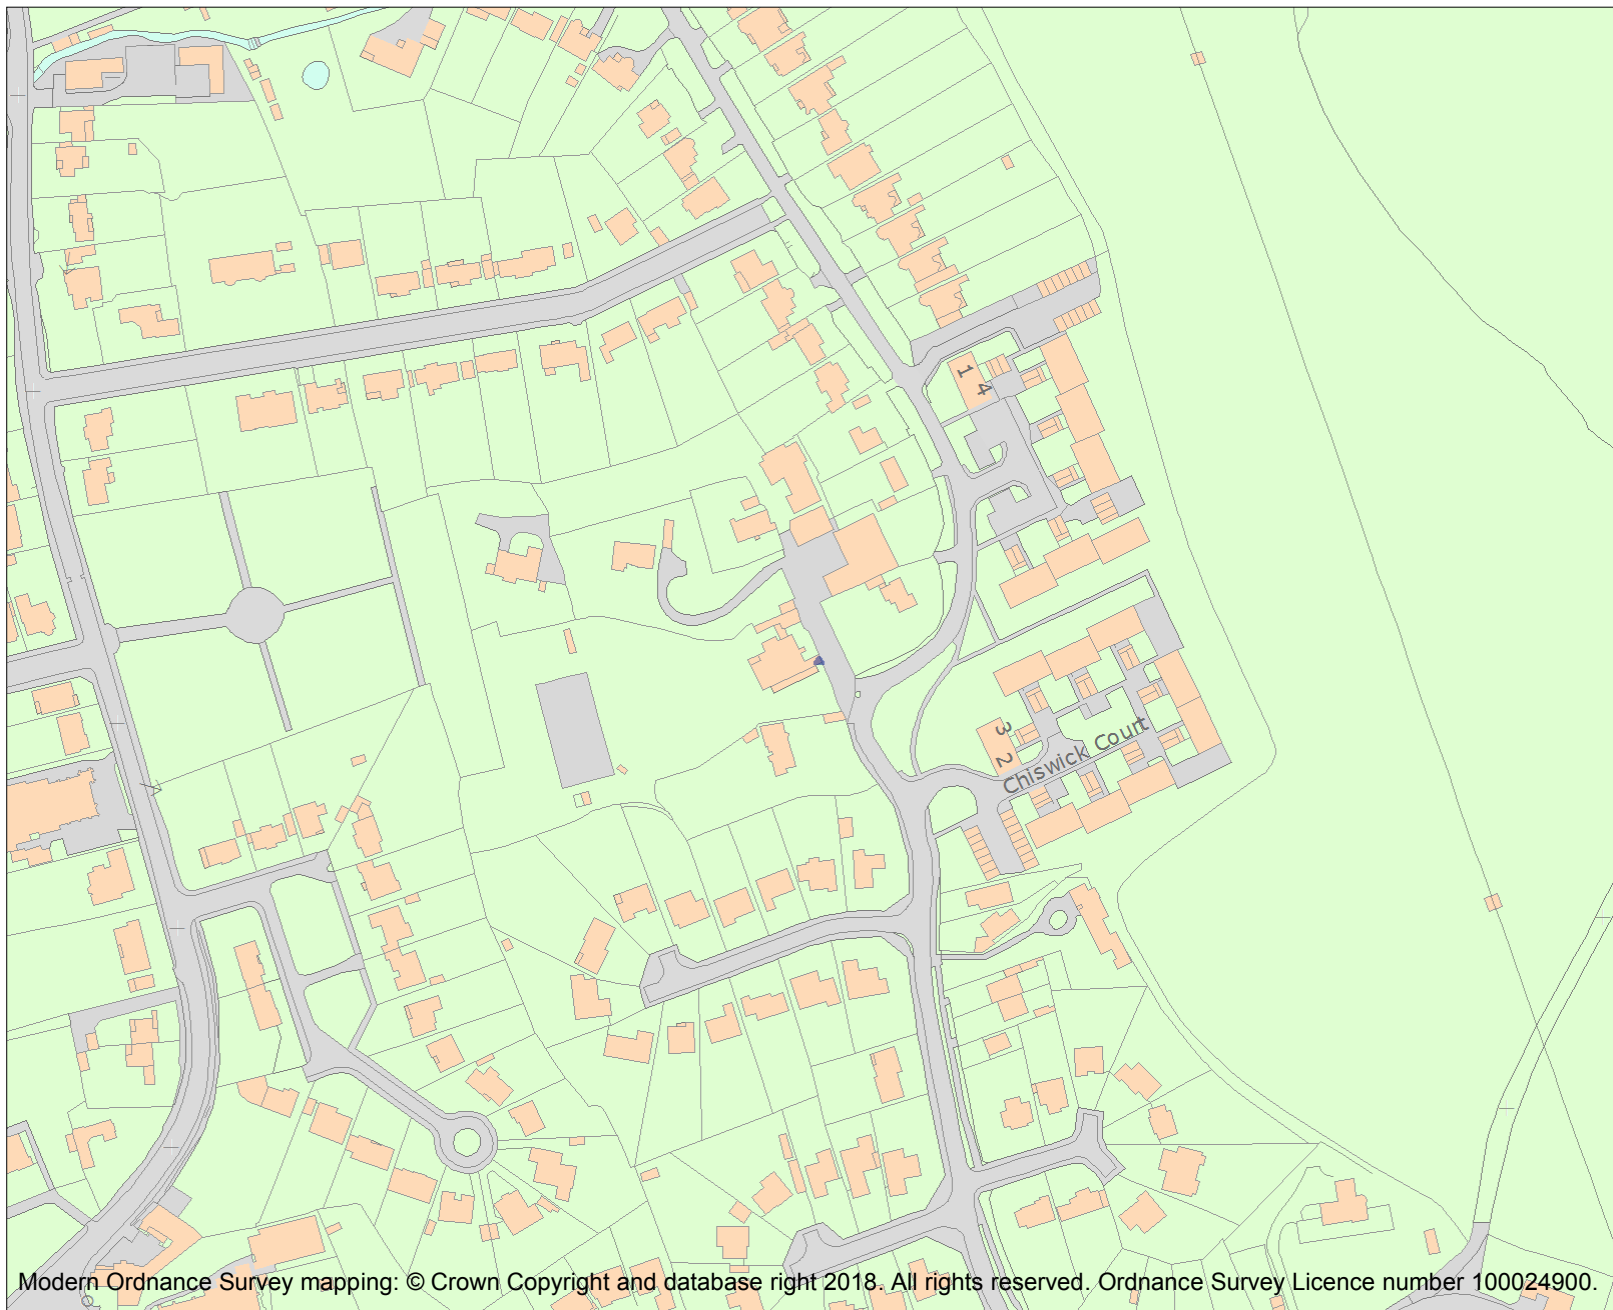 1 4
3 2
Chiswick Court
Modern Ordnance Survey mapping: © Crown Copyright and database right 2018. All rights reserved. Ordnance Survey Licence number 100024900.